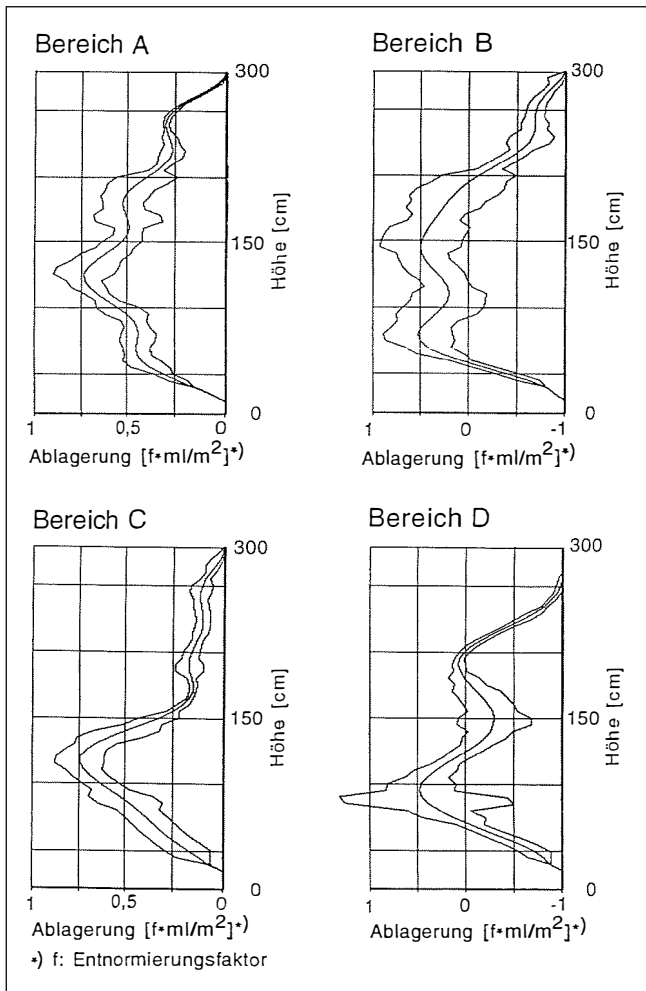 Bereich A
300
150
Höhe [cm]
0
1 0,5 0
Ablagerung [f*ml/m²]*)
Bereich B
300
150
Höhe [cm]
0
1 0 -1
Ablagerung [f*ml/m²]*)
Bereich C
300
150
Höhe [cm]
0
1 0,5 0
Ablagerung [f*ml/m²]*)
*) f: Entnormierungsfaktor
Bereich D
300
150
Höhe [cm]
0
1 0 -1
Ablagerung [f*ml/m²]*)